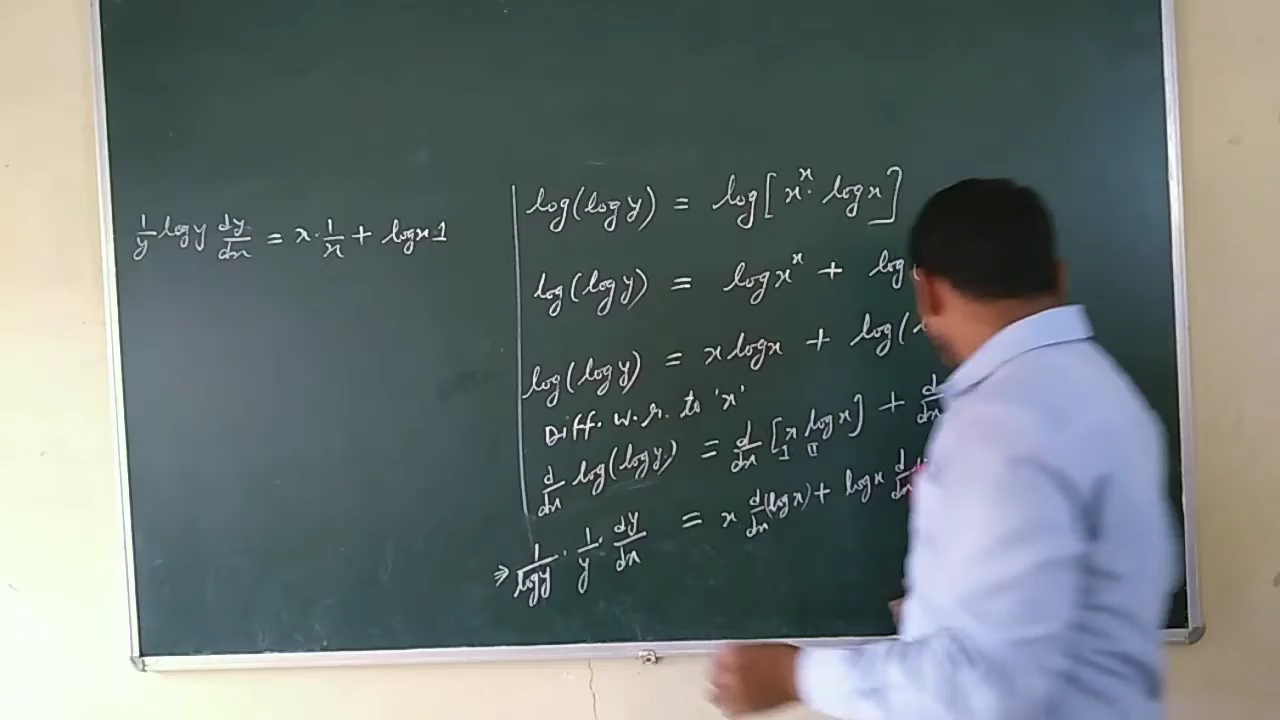 1/y log y dy/dx = x · 1/x + log x · 1
log(log y) = log[x^x · log x]
log(log y) = log x^x + log
log(log y) = x log x + log(
Diff. w.r. to 'x'
d/dx log(log y) = d/dx [x log x] + d/dx
I II
⇒ 1/log y · 1/y · dy/dx = x d/dx (log x) + log x d/dx